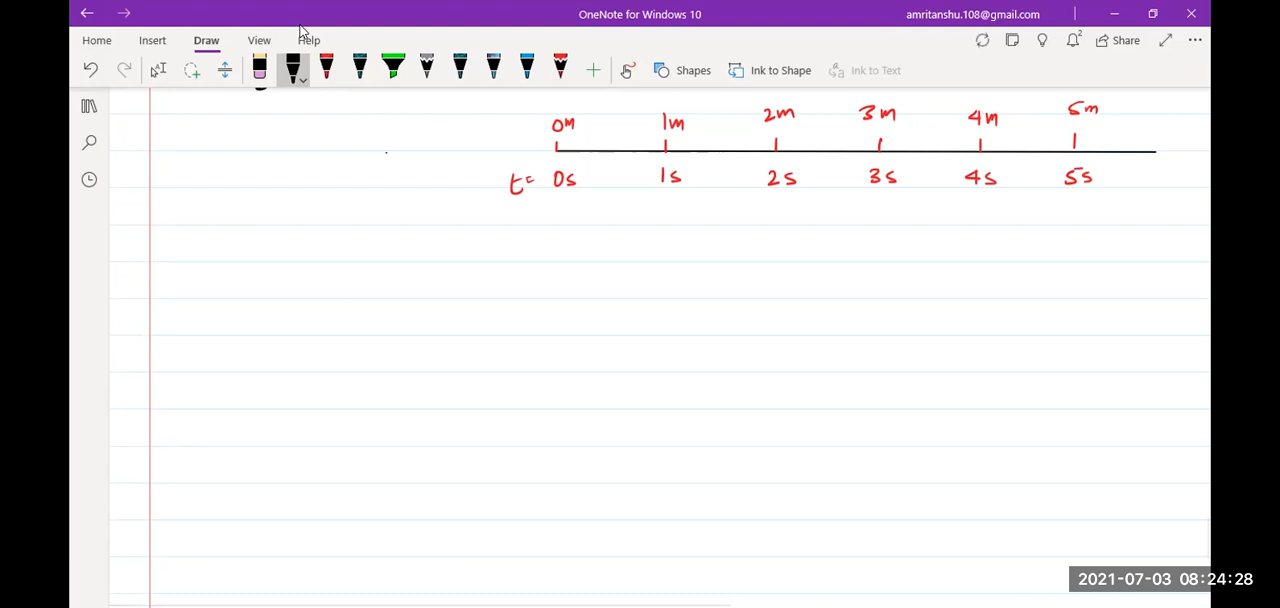 OneNote for Windows 10
amritanshu.108@gmail.com
Home Insert Draw View Help
2
Share
Shapes Ink to Shape Ink to Text
0m 1m 2m 3m 4m 5m
t= 0s 1s 2s 3s 4s 5s
2021-07-03 08:24:28